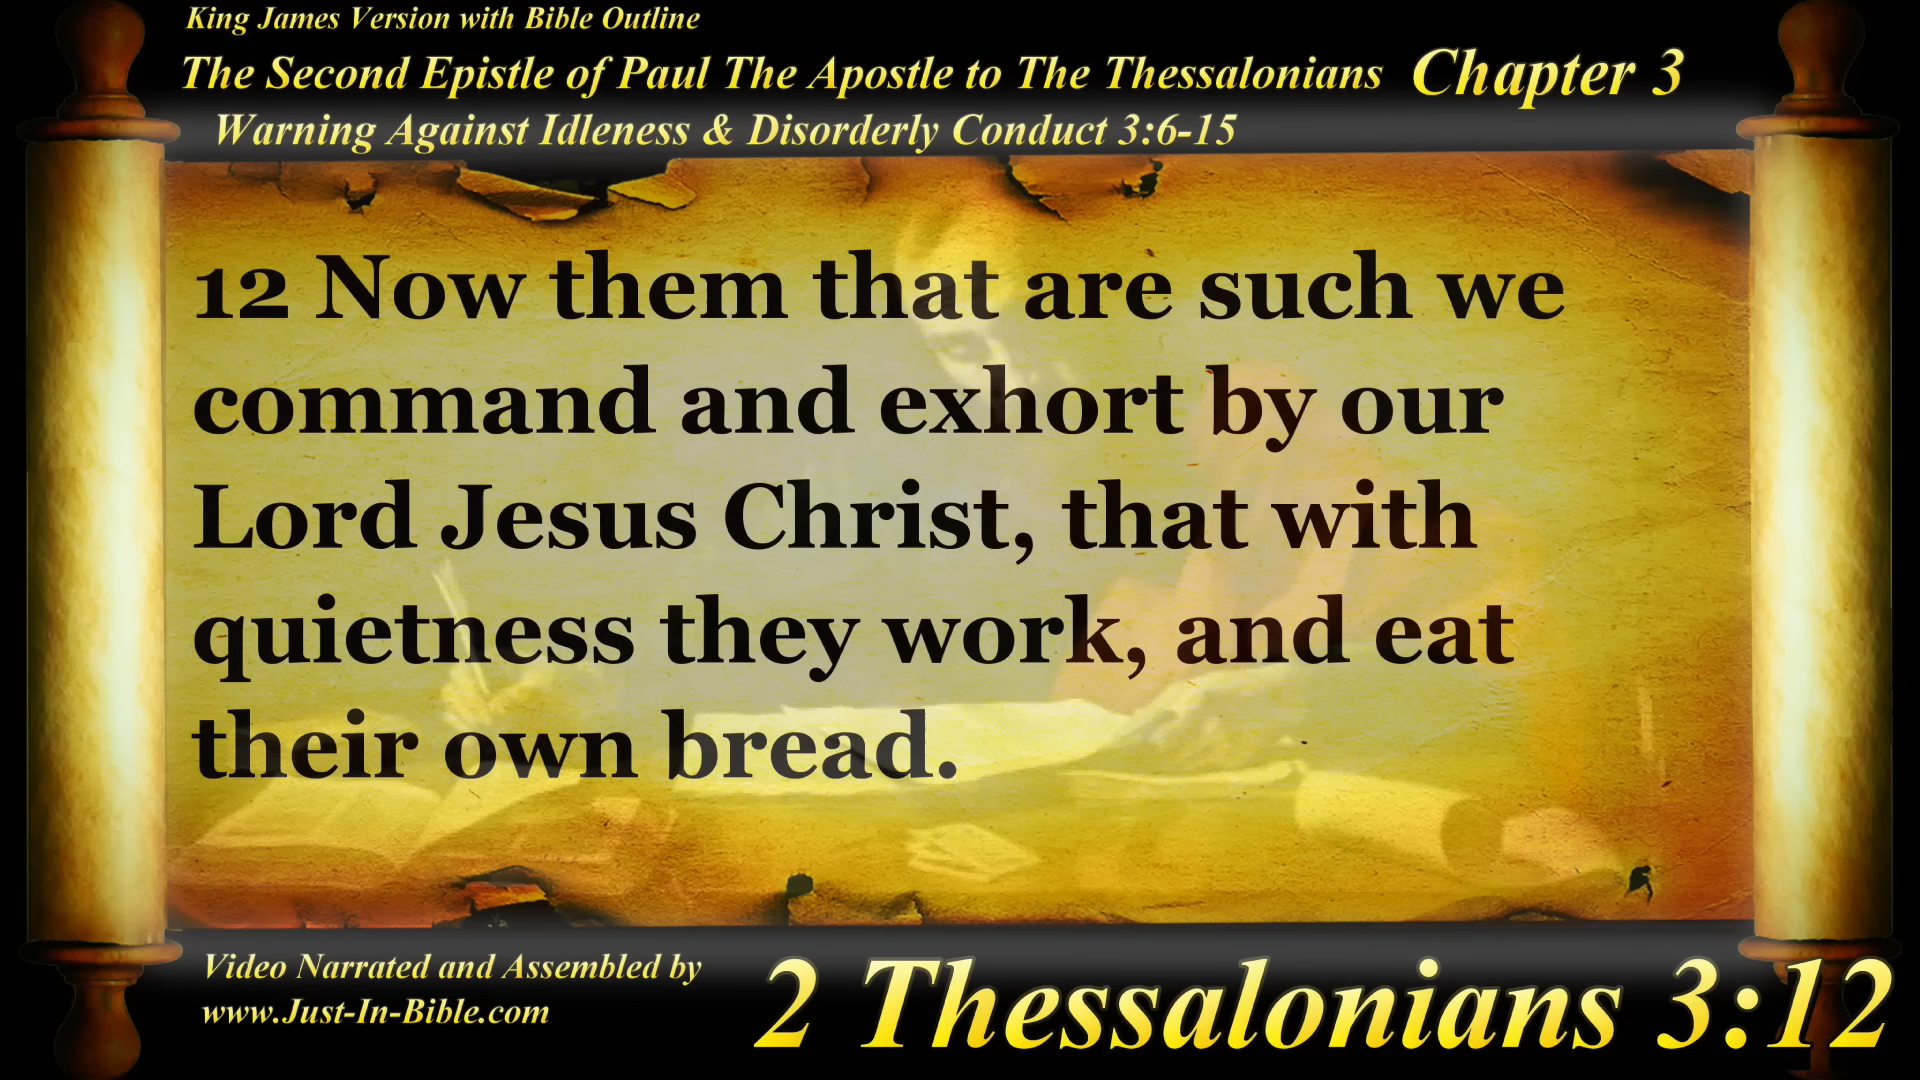 King James Version with Bible Outline
The Second Epistle of Paul The Apostle to The Thessalonians Chapter 3
Warning Against Idleness & Disorderly Conduct 3:6-15
12 Now them that are such we
command and exhort by our
Lord Jesus Christ, that with
quietness they work, and eat
their own bread.
Video Narrated and Assembled by
www.Just-In-Bible.com
2 Thessalonians 3:12